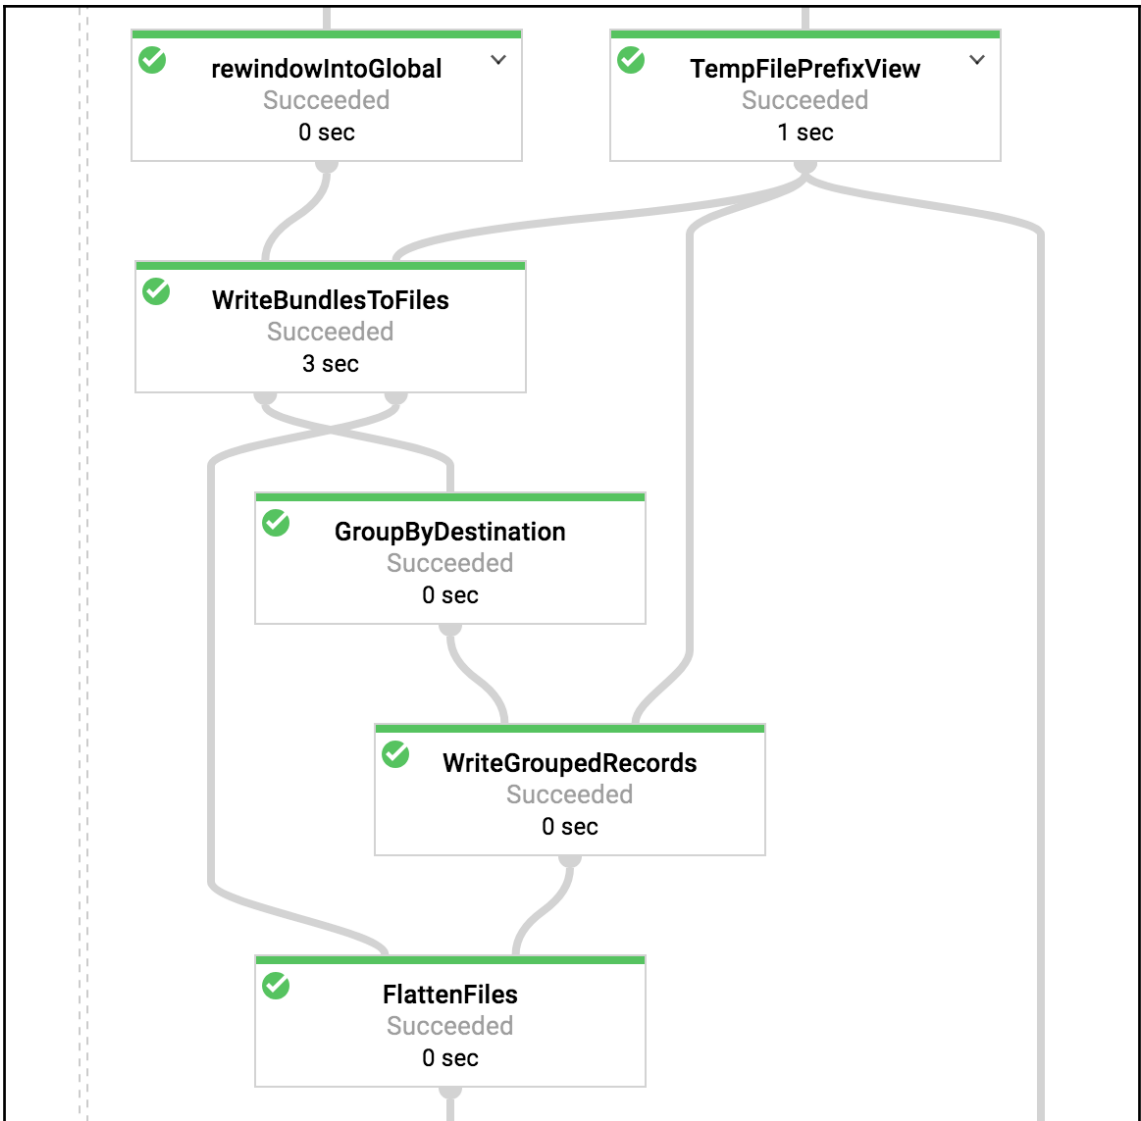 rewindowIntoGlobal
Succeeded
0 sec
TempFilePrefixView
Succeeded
1 sec
WriteBundlesToFiles
Succeeded
3 sec
GroupByDestination
Succeeded
0 sec
WriteGroupedRecords
Succeeded
0 sec
FlattenFiles
Succeeded
0 sec